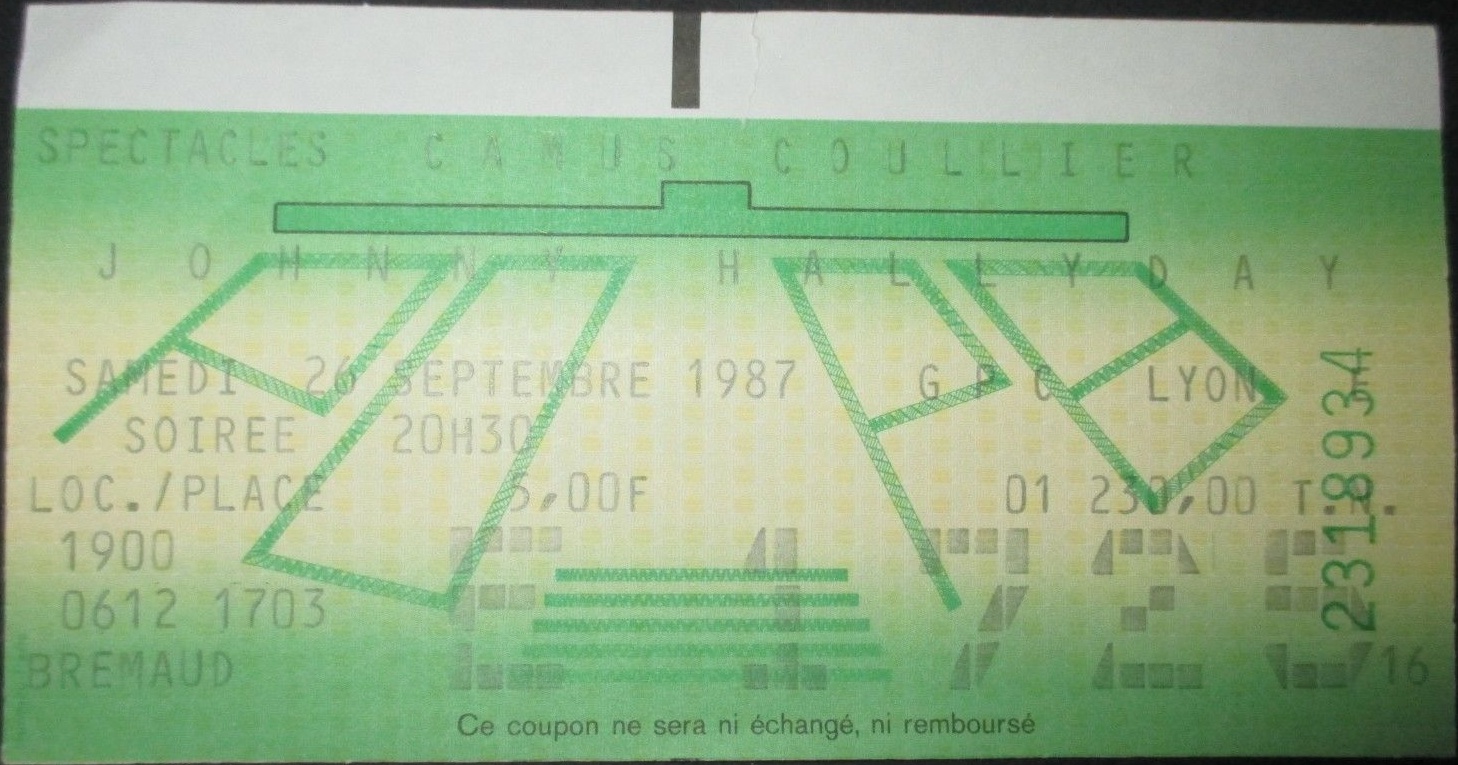 SPECTACLES CAMUS COULLIER
JOHNNY HALLYDAY
SAMEDI 26 SEPTEMBRE 1987 G P C LYON
SOIREE 20H30
LOC./PLACE 5,00F 01 230,00 T.R.
1900
0612 1703
BREMAUD 16
2318934
Ce coupon ne sera ni échangé, ni remboursé